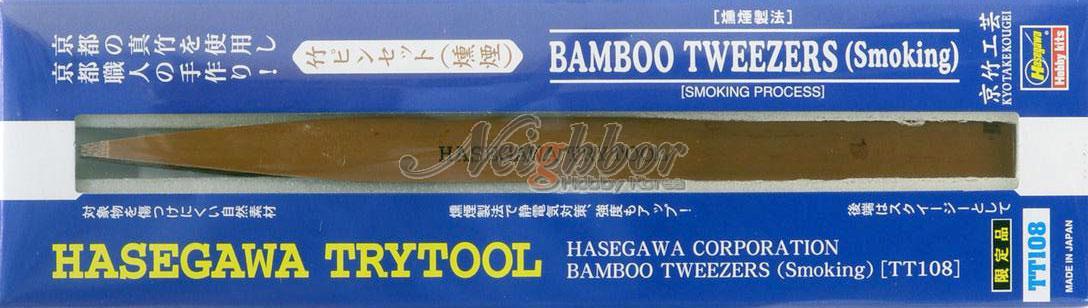 京都の真竹を使用し
京都職人の手作り!
竹ピンセット(燻煙)
[燻煙製法]
BAMBOO TWEEZERS (Smoking)
[SMOKING PROCESS]
京竹工芸
KYOTAKEKOUGEI
Hasegawa
Hobby kits
HASEGAWA TRYTOOL
Neighbor
Hobby Korea
対象物を傷つけにくい自然素材
燻煙製法で静電気対策、強度もアップ!
後端はスクイージーとして
HASEGAWA TRYTOOL
HASEGAWA CORPORATION
BAMBOO TWEEZERS (Smoking) [TT108]
限定品
TT108
MADE IN JAPAN